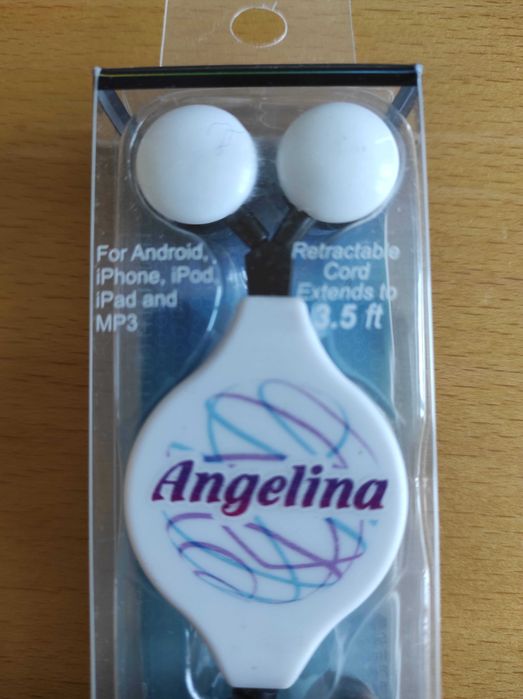 For Android,
iPhone, iPod,
iPad and
MP3
Retractable
Cord
Extends to
3.5 ft
Angelina